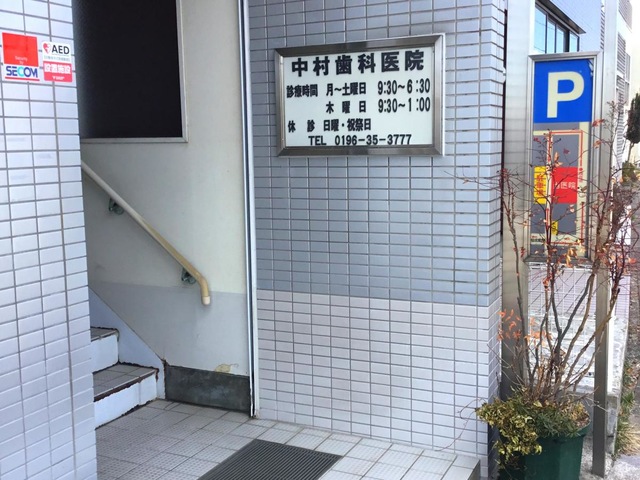 SECOM
AED
中村歯科医院
診療時間 月~土曜日 9:30~6:30
木曜日 9:30~1:00
休診 日曜・祝祭日
TEL 0196-35-3777
P
医院